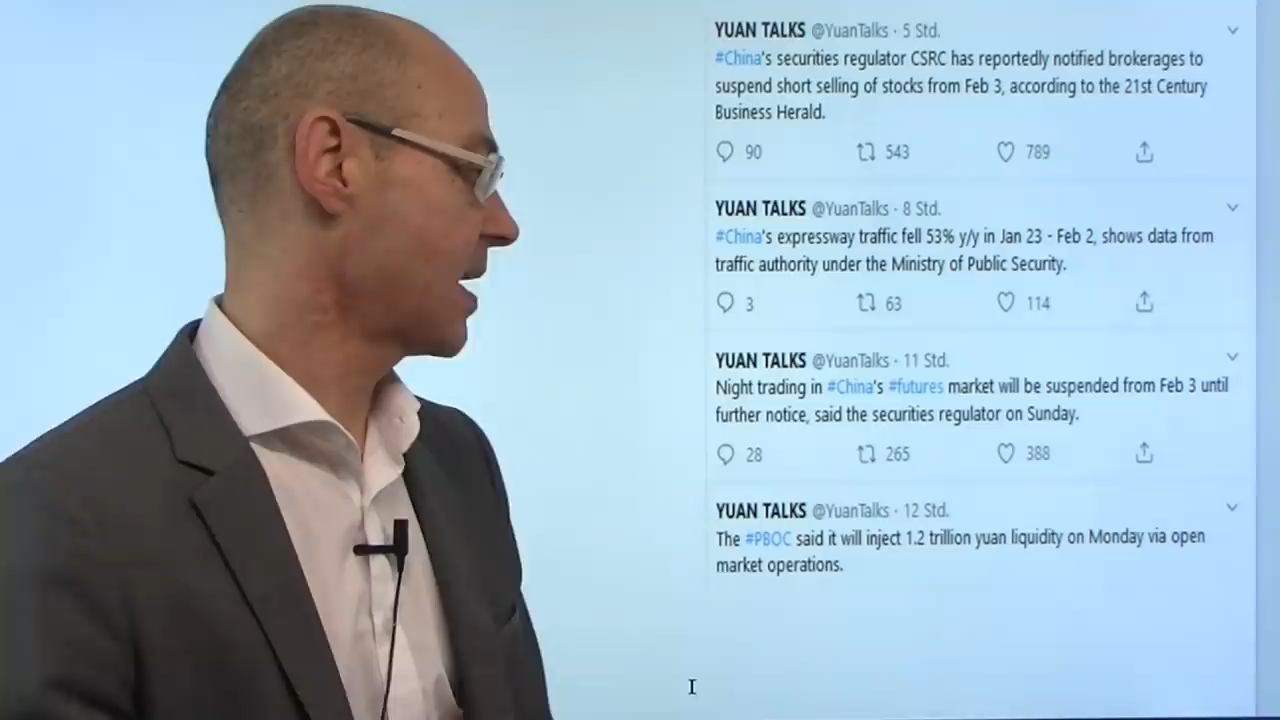 YUAN TALKS @YuanTalks · 5 Std.
#China's securities regulator CSRC has reportedly notified brokerages to
suspend short selling of stocks from Feb 3, according to the 21st Century
Business Herald.
90 543 789
YUAN TALKS @YuanTalks · 8 Std.
#China's expressway traffic fell 53% y/y in Jan 23 - Feb 2, shows data from
traffic authority under the Ministry of Public Security.
3 63 114
YUAN TALKS @YuanTalks · 11 Std.
Night trading in #China's #futures market will be suspended from Feb 3 until
further notice, said the securities regulator on Sunday.
28 265 388
YUAN TALKS @YuanTalks · 12 Std.
The #PBOC said it will inject 1.2 trillion yuan liquidity on Monday via open
market operations.